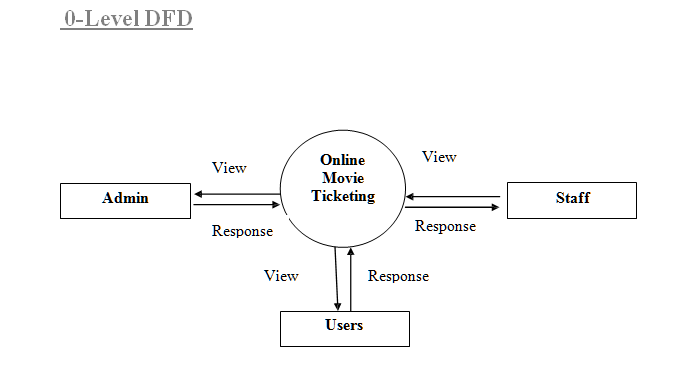 0-Level DFD
Online
Movie
Ticketing
View
View
Admin
Staff
Response
Response
View
Response
Users